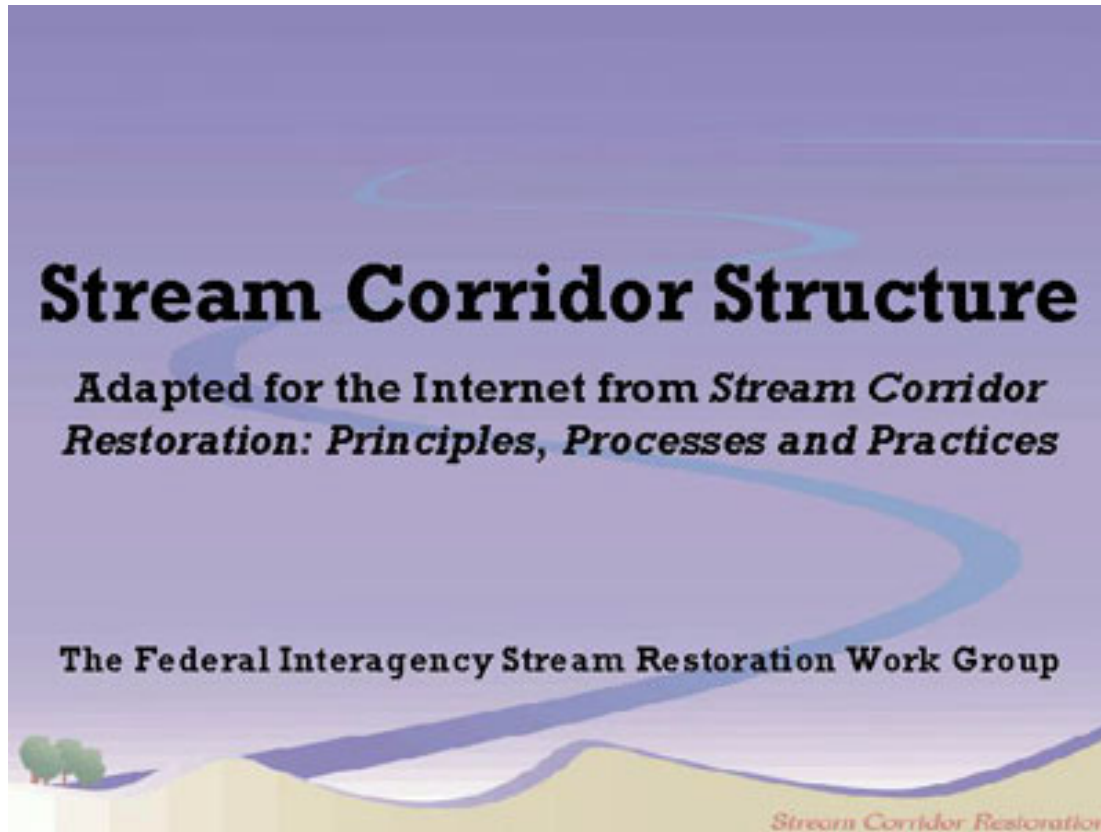 Stream Corridor Structure
Adapted for the Internet from Stream Corridor
Restoration: Principles, Processes and Practices
The Federal Interagency Stream Restoration Work Group
Stream Corridor Restoration